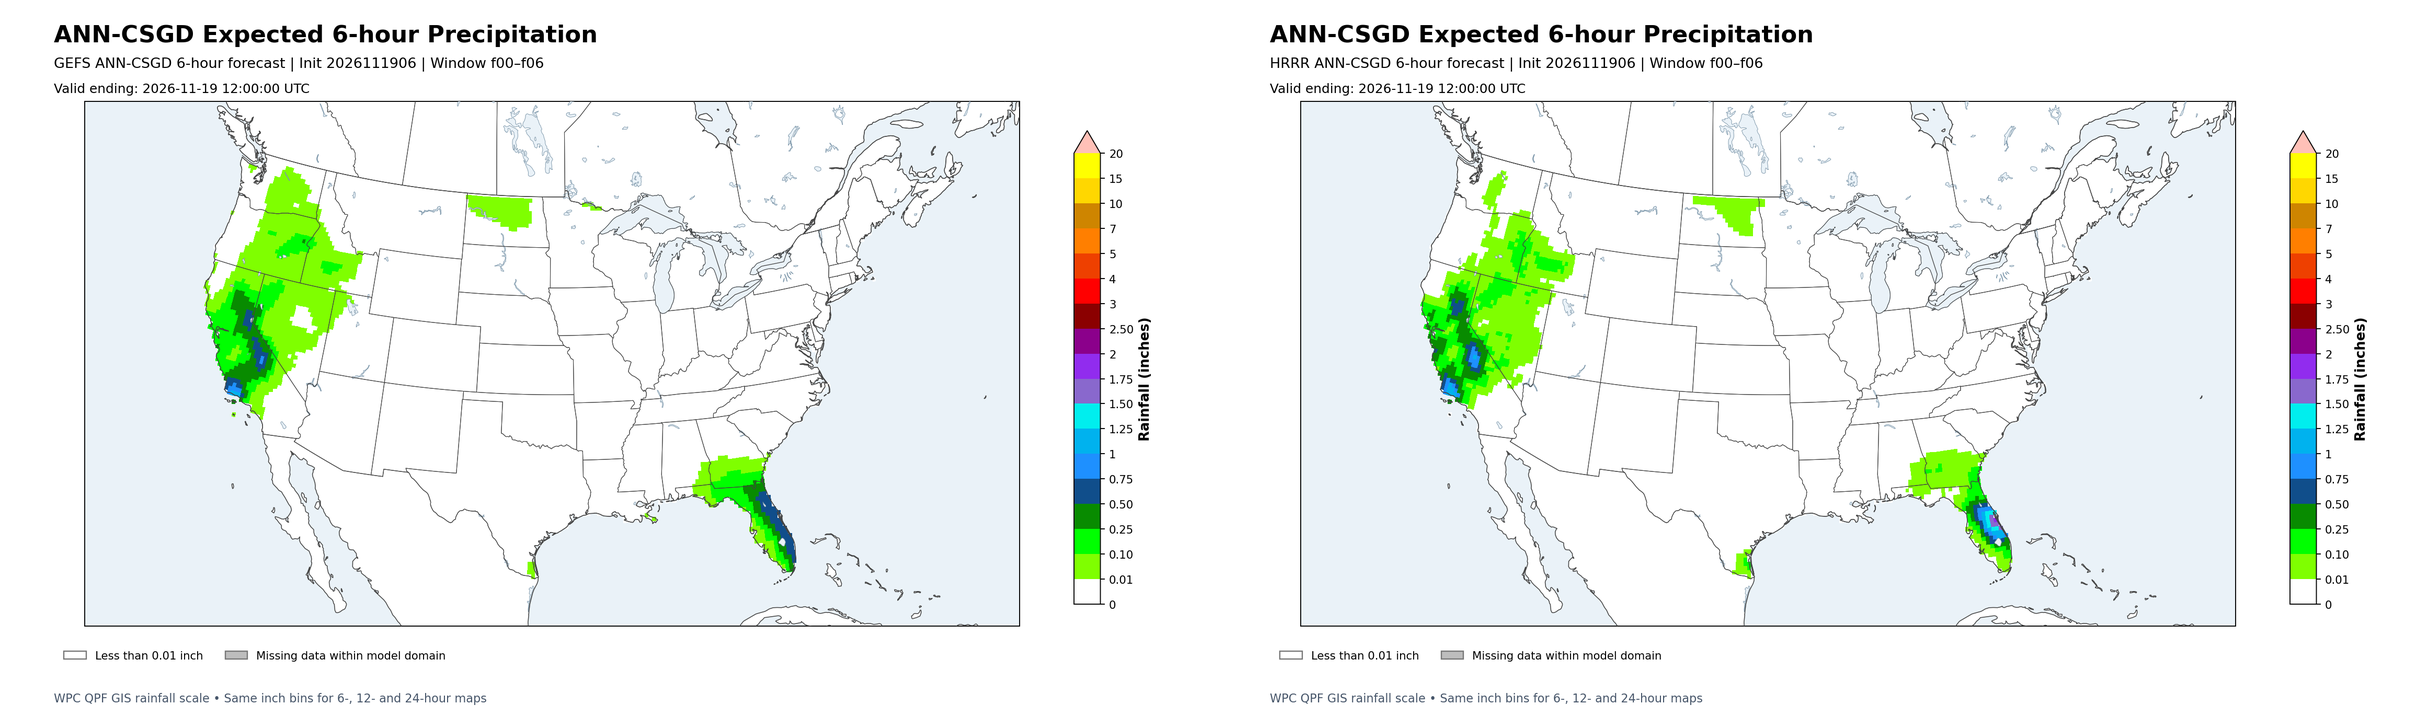 ANN-CSGD Expected 6-hour Precipitation
GEFS ANN-CSGD 6-hour forecast | Init 2026111906 | Window f00–f06
Valid ending: 2026-11-19 12:00:00 UTC
20
15
10
7
5
4
3
2.50
2
1.75
1.50
1.25
1
0.75
0.50
0.25
0.10
0.01
0
Rainfall (inches)
Less than 0.01 inch
Missing data within model domain
WPC QPF GIS rainfall scale • Same inch bins for 6-, 12- and 24-hour maps
ANN-CSGD Expected 6-hour Precipitation
HRRR ANN-CSGD 6-hour forecast | Init 2026111906 | Window f00–f06
Valid ending: 2026-11-19 12:00:00 UTC
20
15
10
7
5
4
3
2.50
2
1.75
1.50
1.25
1
0.75
0.50
0.25
0.10
0.01
0
Rainfall (inches)
Less than 0.01 inch
Missing data within model domain
WPC QPF GIS rainfall scale • Same inch bins for 6-, 12- and 24-hour maps